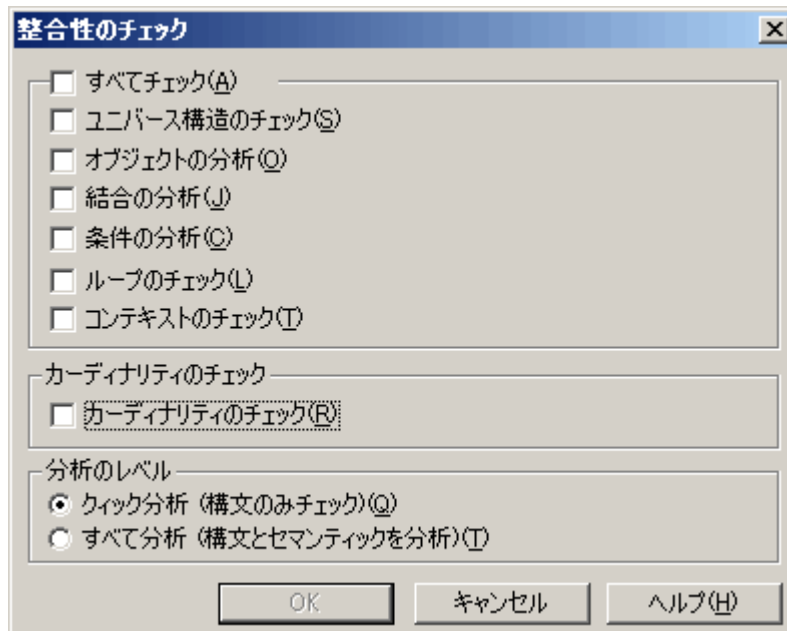 整合性のチェック
すべてチェック(A)
ユニバース構造のチェック(S)
オブジェクトの分析(O)
結合の分析(J)
条件の分析(C)
ループのチェック(L)
コンテキストのチェック(T)
カーディナリティのチェック
カーディナリティのチェック(R)
分析のレベル
クィック分析 (構文のみチェック)(Q)
すべて分析 (構文とセマンティックを分析)(T)
OK キャンセル ヘルプ(H)